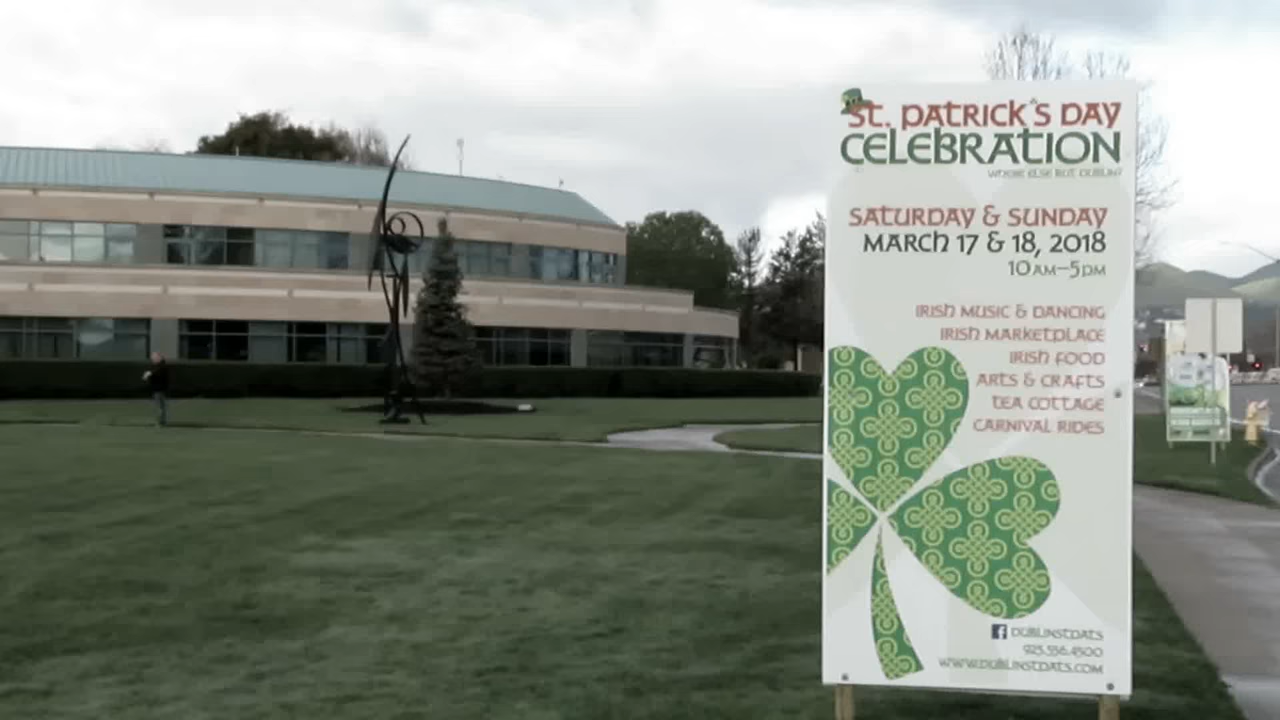 St. Patrick's Day
Celebration
Where else but Dublin?
Saturday & Sunday
March 17 & 18, 2018
10am–5pm
Irish Music & Dancing
Irish Marketplace
Irish Food
Arts & Crafts
Tea Cottage
Carnival Rides
f DublinStPats
925.556.4500
www.DublinStPats.com